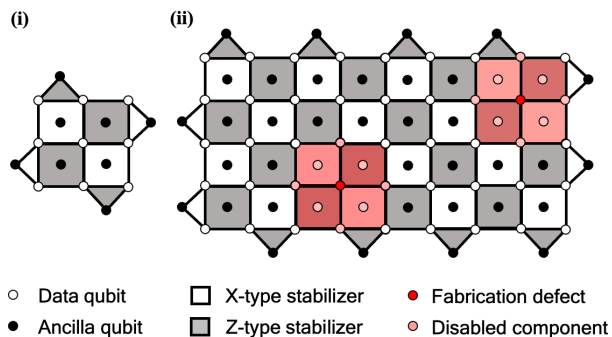 (i) (ii)
Data qubit X-type stabilizer Fabrication defect
Ancilla qubit Z-type stabilizer Disabled component